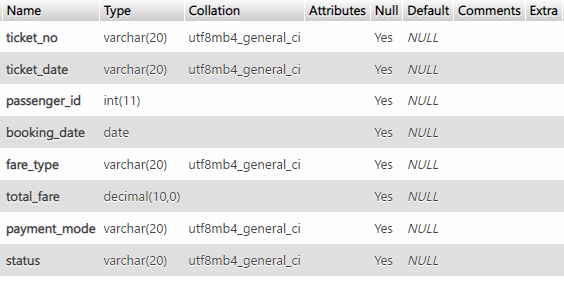 Name Type Collation Attributes Null Default Comments Extra
ticket_no varchar(20) utf8mb4_general_ci Yes NULL
ticket_date varchar(20) utf8mb4_general_ci Yes NULL
passenger_id int(11) Yes NULL
booking_date date Yes NULL
fare_type varchar(20) utf8mb4_general_ci Yes NULL
total_fare decimal(10,0) Yes NULL
payment_mode varchar(20) utf8mb4_general_ci Yes NULL
status varchar(20) utf8mb4_general_ci Yes NULL